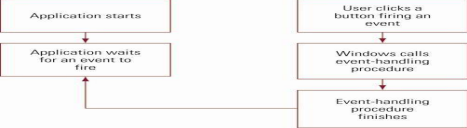 Application starts
Application waits
for an event to
fire
User clicks a
button firing an
event
Windows calls
event-handling
procedure
Event-handling
procedure
finishes